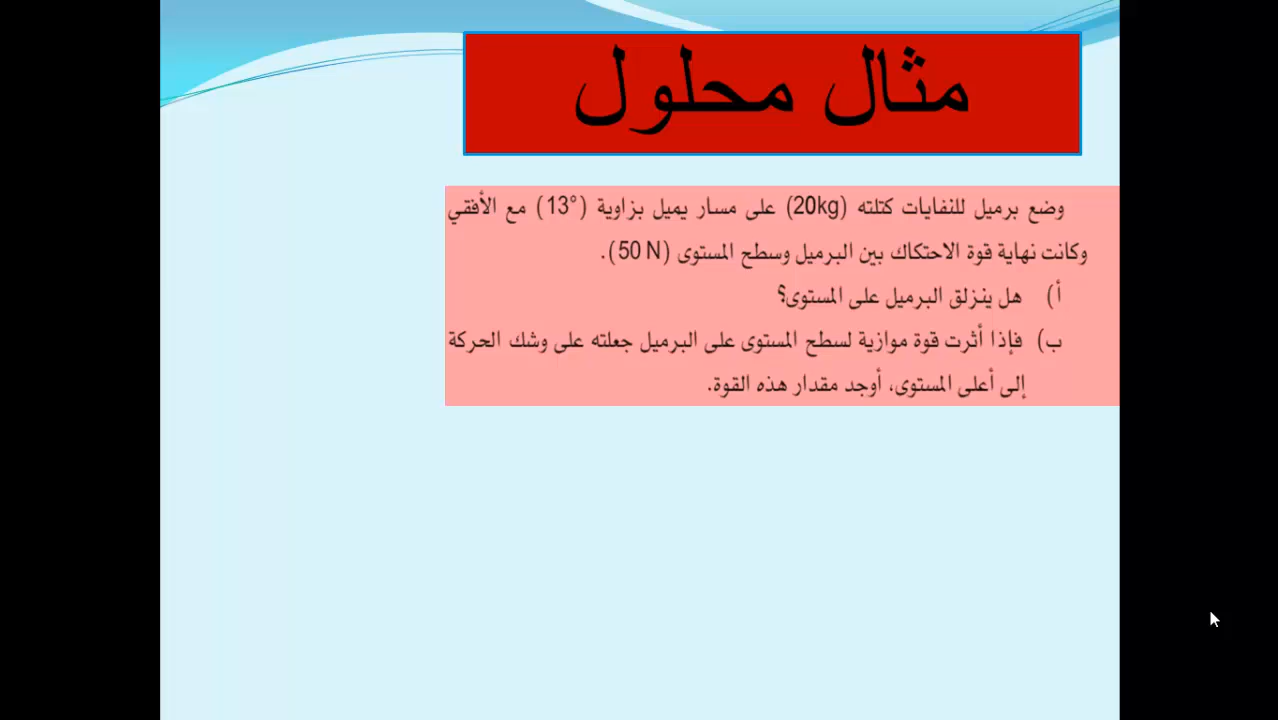 مثال محلول
وضع برميل للنفايات كتلته (20kg) على مسار يميل بزاوية (13°) مع الأفقي
وكانت نهاية قوة الاحتكاك بين البرميل وسطح المستوى (50 N).
أ) هل ينزلق البرميل على المستوى؟
ب) فإذا أثرت قوة موازية لسطح المستوى على البرميل جعلته على وشك الحركة
إلى أعلى المستوى، أوجد مقدار هذه القوة.